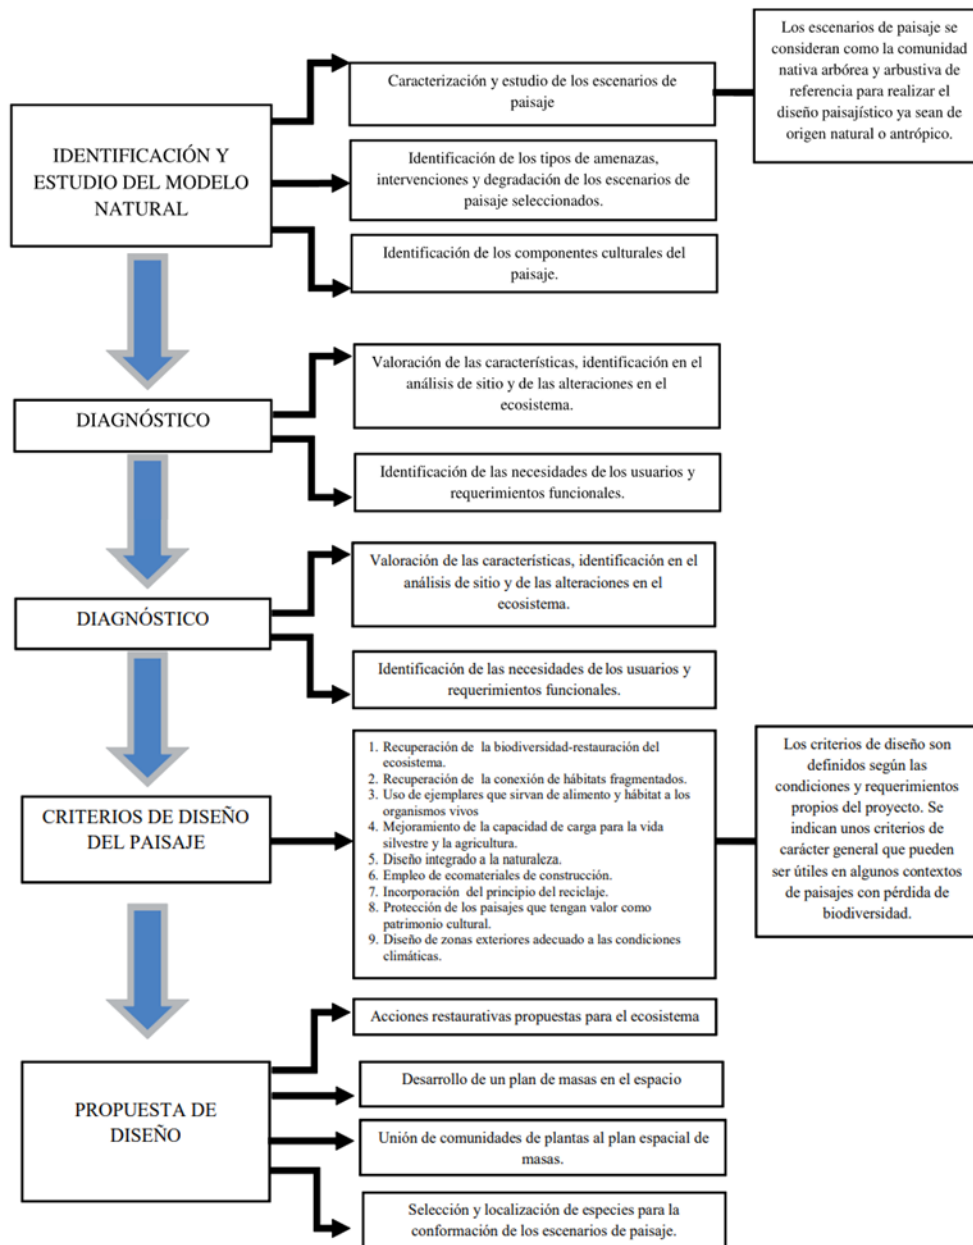 Los escenarios de paisaje se
consideran como la comunidad
nativa arbórea y arbustiva de
referencia para realizar el
diseño paisajístico ya sean de
origen natural o antrópico.
Caracterización y estudio de los escenarios de
paisaje
IDENTIFICACIÓN Y
ESTUDIO DEL MODELO
NATURAL
Identificación de los tipos de amenazas,
intervenciones y degradación de los escenarios de
paisaje seleccionados.
Identificación de los componentes culturales del
paisaje.
Valoración de las características, identificación en el
análisis de sitio y de las alteraciones en el
ecosistema.
DIAGNÓSTICO
Identificación de las necesidades de los usuarios y
requerimientos funcionales.
Valoración de las características, identificación en el
análisis de sitio y de las alteraciones en el
ecosistema.
DIAGNÓSTICO
Identificación de las necesidades de los usuarios y
requerimientos funcionales.
CRITERIOS DE DISEÑO
DEL PAISAJE
1. Recuperación de la biodiversidad-restauración del
ecosistema.
2. Recuperación de la conexión de hábitats fragmentados.
3. Uso de ejemplares que sirvan de alimento y hábitat a los
organismos vivos
4. Mejoramiento de la capacidad de carga para la vida
silvestre y la agricultura.
5. Diseño integrado a la naturaleza.
6. Empleo de ecomateriales de construcción.
7. Incorporación del principio del reciclaje.
8. Protección de los paisajes que tengan valor como
patrimonio cultural.
9. Diseño de zonas exteriores adecuado a las condiciones
climáticas.
Los criterios de diseño son
definidos según las
condiciones y requerimientos
propios del proyecto. Se
indican unos criterios de
carácter general que pueden
ser útiles en algunos contextos
de paisajes con pérdida de
biodiversidad.
Acciones restaurativas propuestas para el ecosistema
Desarrollo de un plan de masas en el espacio
PROPUESTA DE
DISEÑO
Unión de comunidades de plantas al plan espacial de
masas.
Selección y localización de especies para la
conformación de los escenarios de paisaje.